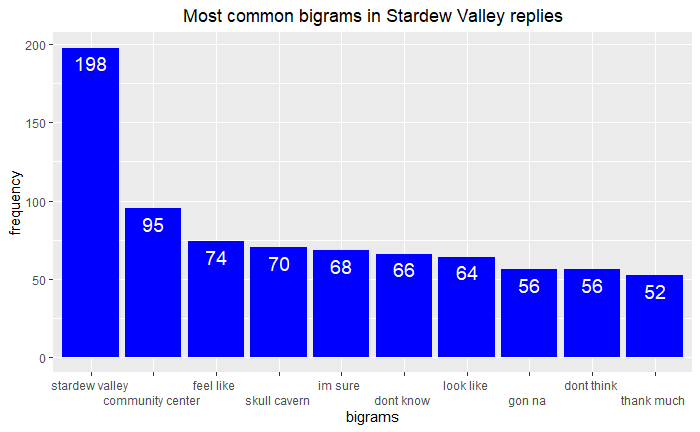 Most common bigrams in Stardew Valley replies
200
150
100
50
0
frequency
198
95
74
70
68
66
64
56
56
52
stardew valley
community center
feel like
skull cavern
im sure
dont know
look like
gon na
dont think
thank much
bigrams